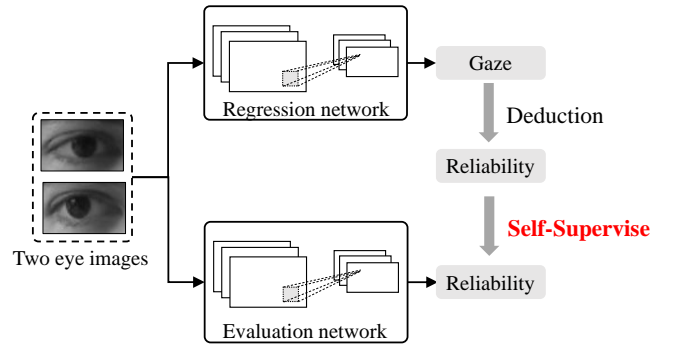 Regression network
Gaze
Deduction
Reliability
Two eye images
Self-Supervise
Evaluation network
Reliability